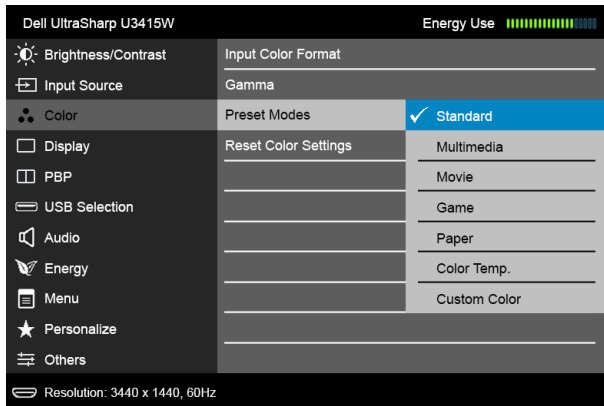 Dell UltraSharp U3415W Energy Use
Brightness/Contrast Input Color Format
Input Source Gamma
Color Preset Modes Standard
Display Reset Color Settings Multimedia
PBP Movie
USB Selection Game
Audio Paper
Energy Color Temp.
Menu Custom Color
Personalize
Others
Resolution: 3440 x 1440, 60Hz